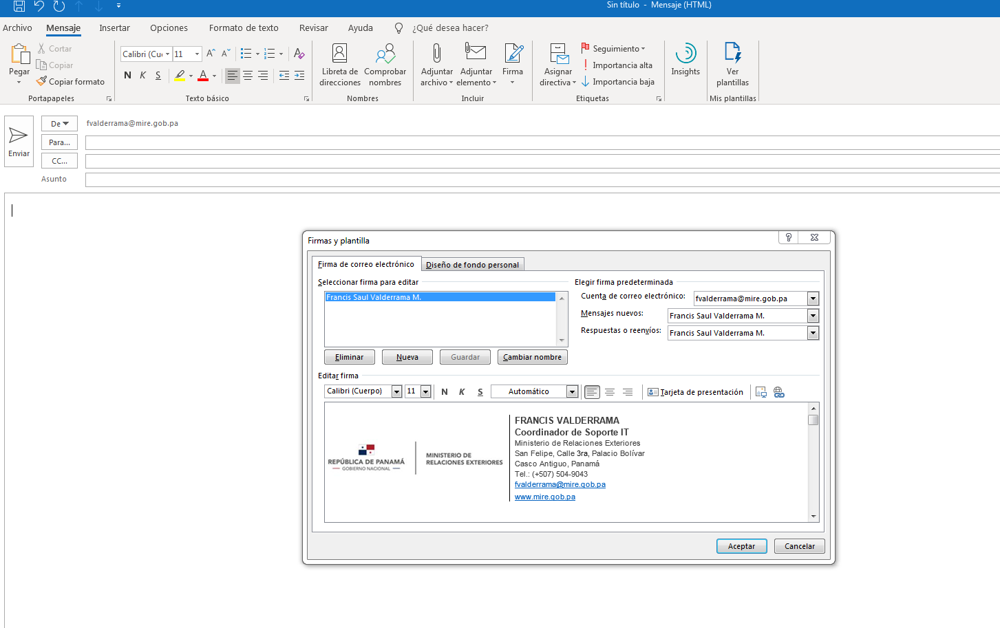 Sin título - Mensaje (HTML)
Archivo Mensaje Insertar Opciones Formato de texto Revisar Ayuda ¿Qué desea hacer?
Pegar
Cortar
Copiar
Copiar formato
Portapapeles
Calibri (Cu 11
N K S
Texto básico
Libreta de direcciones
Comprobar nombres
Nombres
Adjuntar archivo
Adjuntar elemento
Firma
Incluir
Asignar directiva
Seguimiento
Importancia alta
Importancia baja
Etiquetas
Insights
Ver plantillas
Mis plantillas
Enviar
De fvalderrama@mire.gob.pa
Para...
CC...
Asunto
Firmas y plantilla
Firma de correo electrónico Diseño de fondo personal
Seleccionar firma para editar
Francis Saul Valderrama M.
Eliminar Nueva Guardar Cambiar nombre
Elegir firma predeterminada
Cuenta de correo electrónico: fvalderrama@mire.gob.pa
Mensajes nuevos: Francis Saul Valderrama M.
Respuestas o reenvíos: Francis Saul Valderrama M.
Editar firma
Calibri (Cuerpo) 11 N K S Automático Tarjeta de presentación
REPÚBLICA DE PANAMÁ
— GOBIERNO NACIONAL —
MINISTERIO DE
RELACIONES EXTERIORES
FRANCIS VALDERRAMA
Coordinador de Soporte IT
Ministerio de Relaciones Exteriores
San Felipe, Calle 3ra, Palacio Bolívar
Casco Antiguo, Panamá
Tel.: (+507) 504-9043
fvalderrama@mire.gob.pa
www.mire.gob.pa
Aceptar Cancelar